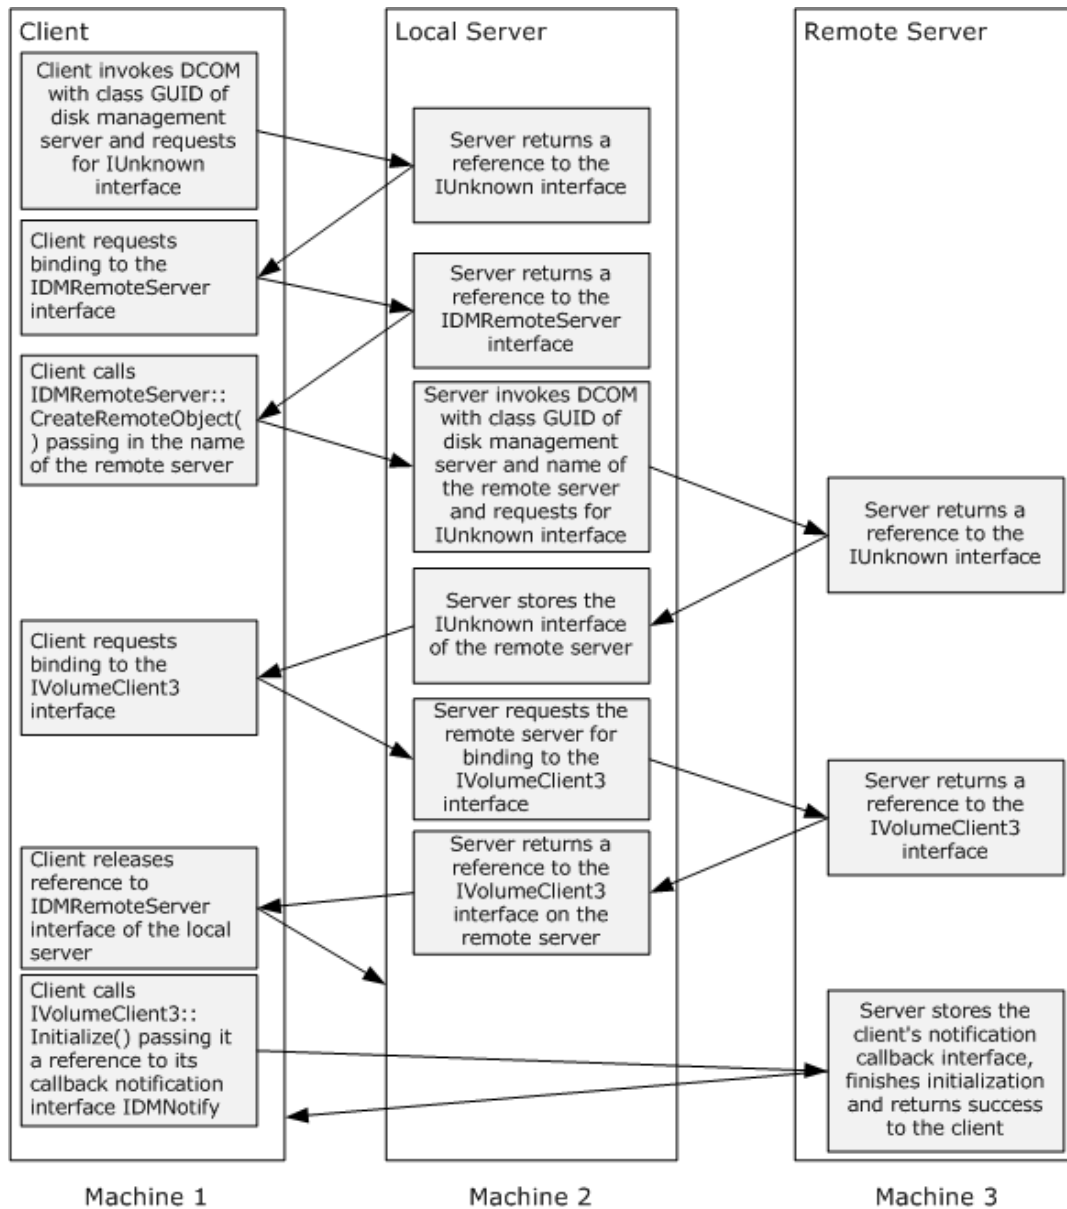 Client
Client invokes DCOM
with class GUID of
disk management
server and requests
for IUnknown
interface
Client requests
binding to the
IDMRemoteServer
interface
Client calls
IDMRemoteServer::
CreateRemoteObject(
) passing in the name
of the remote server
Client requests
binding to the
IVolumeClient3
interface
Client releases
reference to
IDMRemoteServer
interface of the local
server
Client calls
IVolumeClient3::
Initialize() passing it
a reference to its
callback notification
interface IDMNotify
Local Server
Server returns a
reference to the
IUnknown interface
Server returns a
reference to the
IDMRemoteServer
interface
Server invokes DCOM
with class GUID of
disk management
server and name of
the remote server
and requests for
IUnknown interface
Server stores the
IUnknown interface
of the remote server
Server requests the
remote server for
binding to the
IVolumeClient3
interface
Server returns a
reference to the
IVolumeClient3
interface on the
remote server
Remote Server
Server returns a
reference to the
IUnknown interface
Server returns a
reference to the
IVolumeClient3
interface
Server stores the
client's notification
callback interface,
finishes initialization
and returns success
to the client
Machine 1
Machine 2
Machine 3